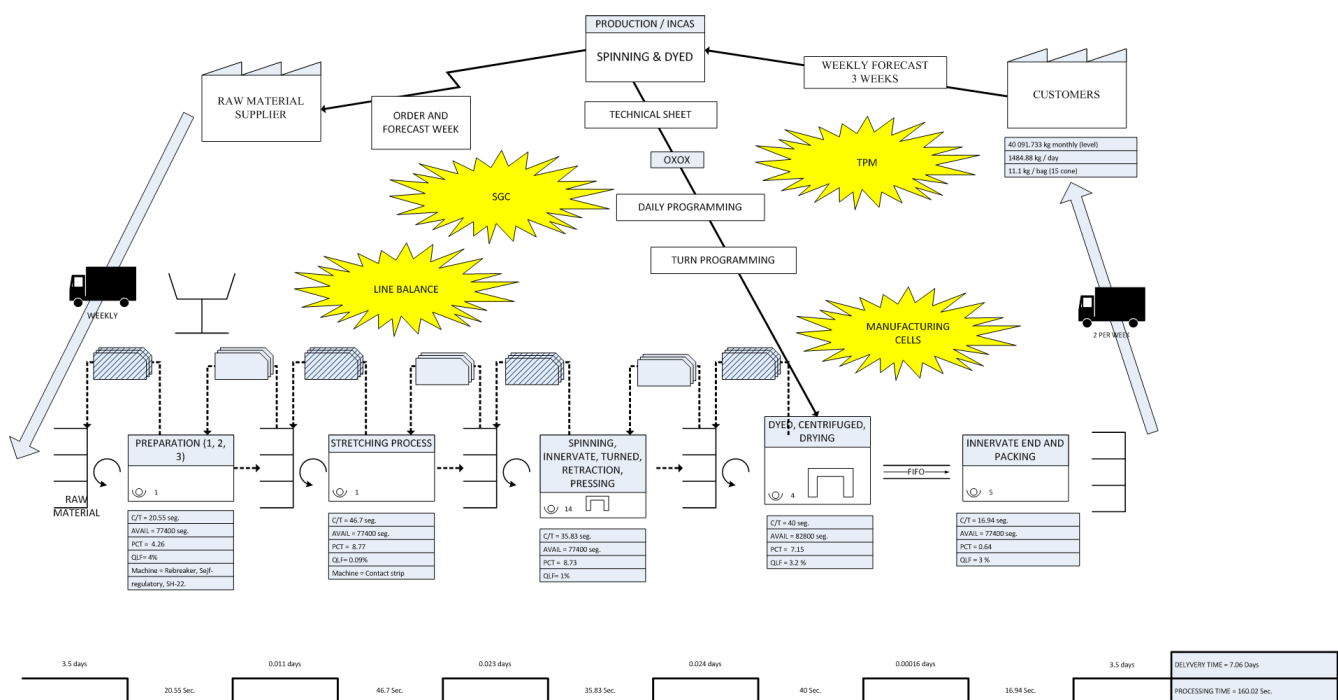 PRODUCTION / INCAS
SPINNING & DYED
RAW MATERIAL
SUPPLIER
ORDER AND
FORECAST WEEK
WEEKLY FORECAST
3 WEEKS
CUSTOMERS
TECHNICAL SHEET
OXOX
DAILY PROGRAMMING
TURN PROGRAMMING
40 091.733 kg monthly (level)
1484.88 kg / day
11.1 kg / bag (15 cone)
SGC
TPM
LINE BALANCE
MANUFACTURING
CELLS
WEEKLY
2 PER WEEK
RAW
MATERIAL
PREPARATION (1, 2,
3)
1
C/T = 20.55 seg.
AVAIL = 77400 seg.
PCT = 4.26
QLF= 4%
Machine = Rebreaker, Sejf-
regulatory, SH-22.
STRETCHING PROCESS
1
C/T = 46.7 seg.
AVAIL = 77400 seg.
PCT = 8.77
QLF= 0.09%
Machine = Contact strip
SPINNING,
INNERVATE, TURNED,
RETRACTION,
PRESSING
14
C/T = 35.83 seg.
AVAIL = 77400 seg.
PCT = 8.73
QLF= 1%
DYED, CENTRIFUGED,
DRYING
4
C/T = 40 seg.
AVAIL = 82800 seg.
PCT = 7.15
QLF = 3.2 %
FIFO
INNERVATE END AND
PACKING
5
C/T = 16.94 seg.
AVAIL = 77400 seg.
PCT = 0.64
QLF = 3 %
3.5 days
0.011 days
0.023 days
0.024 days
0.00016 days
3.5 days
DELYVERY TIME = 7.06 Days
20.55 Sec.
46.7 Sec.
35.83 Sec.
40 Sec.
16.94 Sec.
PROCESSING TIME = 160.02 Sec.